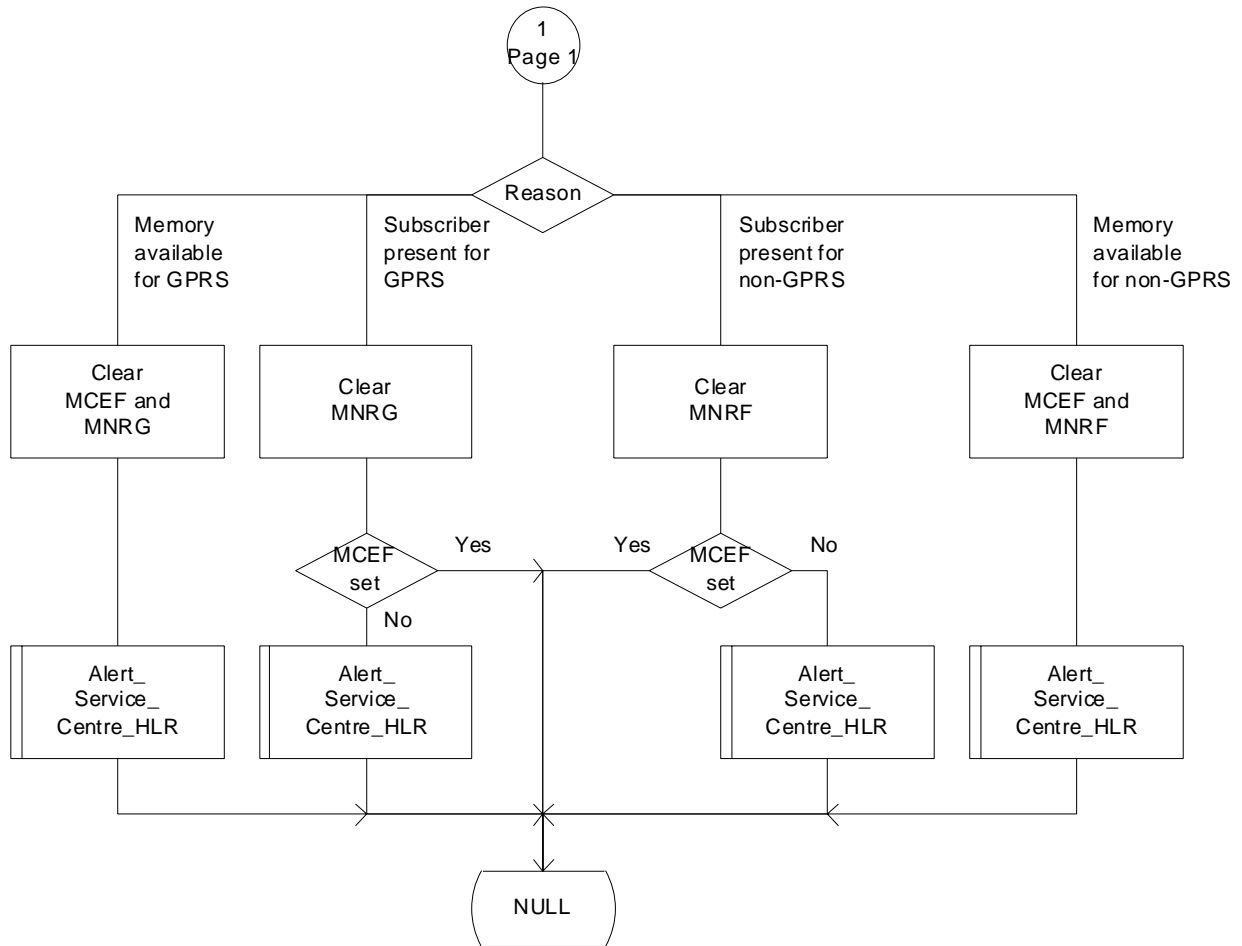 1
Page 1
Reason
Memory
available
for GPRS
Subscriber
present for
GPRS
Subscriber
present for
non-GPRS
Memory
available
for non-GPRS
Clear
MCEF and
MNRG
Clear
MNRG
Clear
MNRF
Clear
MCEF and
MNRF
MCEF
set
Yes
No
Yes
MCEF
set
No
Alert_
Service_
Centre_HLR
Alert_
Service_
Centre_HLR
Alert_
Service_
Centre_HLR
Alert_
Service_
Centre_HLR
NULL